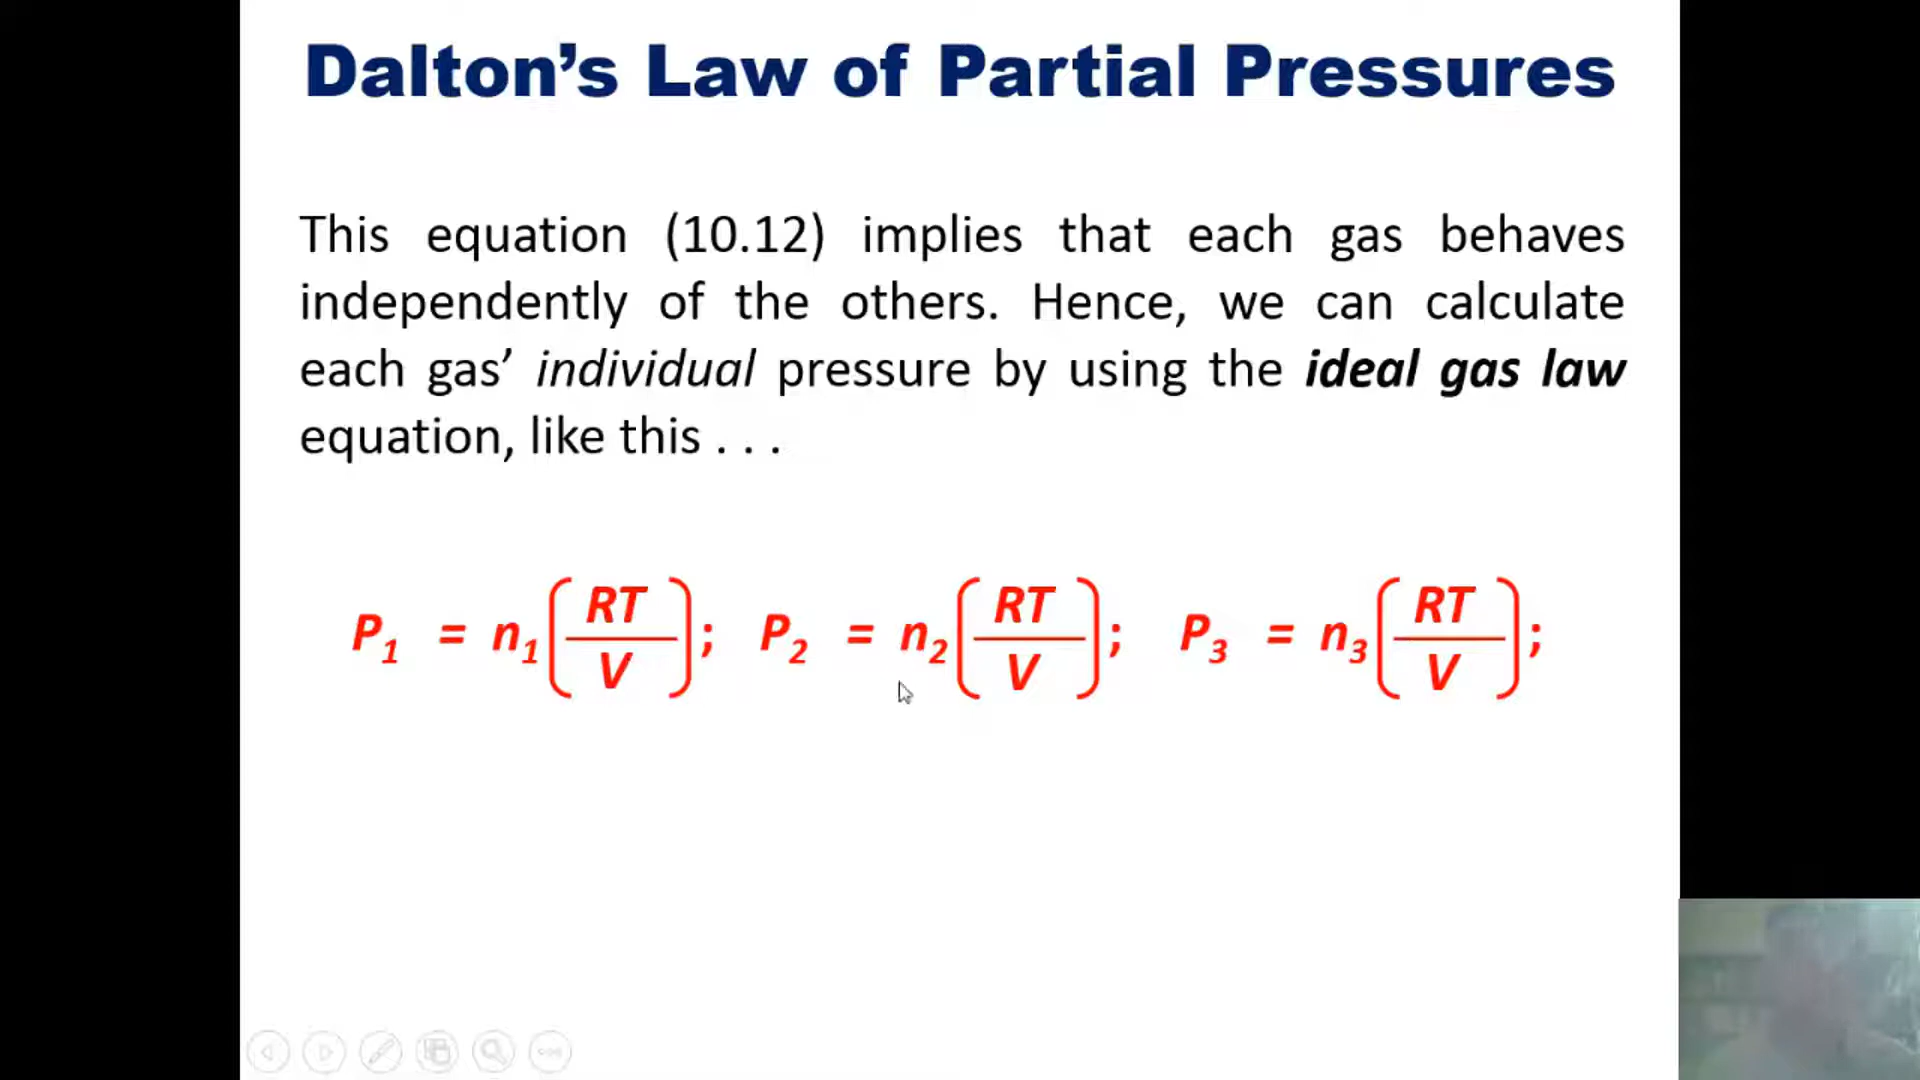 Dalton’s Law of Partial Pressures
This equation (10.12) implies that each gas behaves
independently of the others. Hence, we can calculate
each gas’ individual pressure by using the ideal gas law
equation, like this . . .
P₁ = n₁(RT/V); P₂ = n₂(RT/V); P₃ = n₃(RT/V);